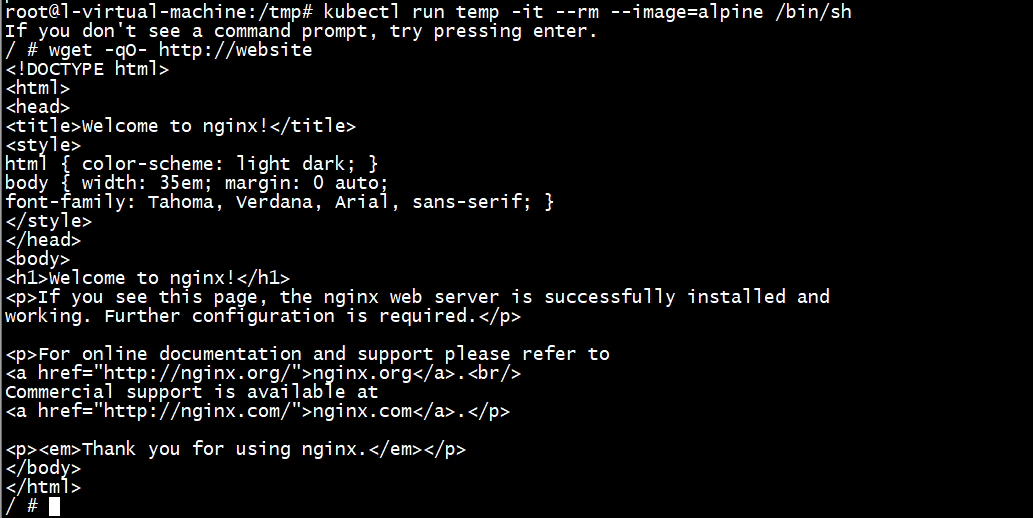 root@l-virtual-machine:/tmp# kubectl run temp -it --rm --image=alpine /bin/sh
If you don't see a command prompt, try pressing enter.
/ # wget -qO- http://website
<!DOCTYPE html>
<html>
<head>
<title>Welcome to nginx!</title>
<style>
html { color-scheme: light dark; }
body { width: 35em; margin: 0 auto;
font-family: Tahoma, Verdana, Arial, sans-serif; }
</style>
</head>
<body>
<h1>Welcome to nginx!</h1>
<p>If you see this page, the nginx web server is successfully installed and
working. Further configuration is required.</p>

<p>For online documentation and support please refer to
<a href="http://nginx.org/">nginx.org</a>.<br/>
Commercial support is available at
<a href="http://nginx.com/">nginx.com</a>.</p>

<p><em>Thank you for using nginx.</em></p>
</body>
</html>
/ #